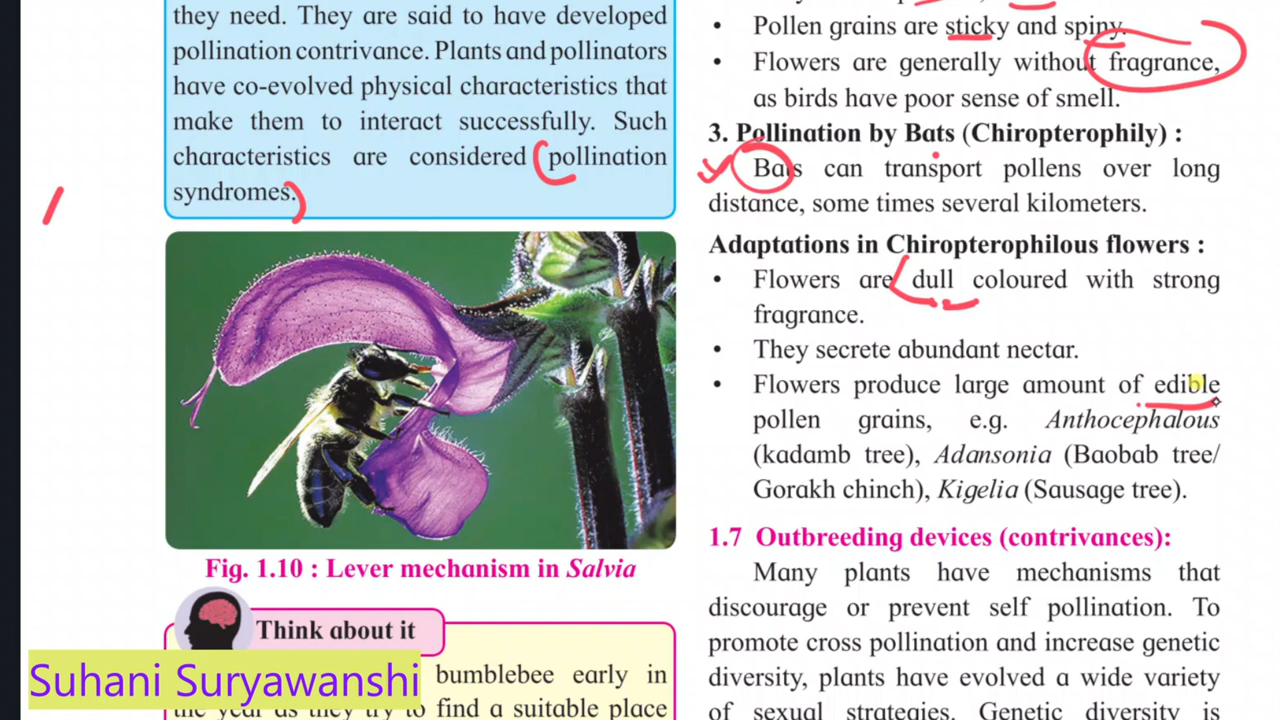 they need. They are said to have developed
pollination contrivance. Plants and pollinators
have co-evolved physical characteristics that
make them to interact successfully. Such
characteristics are considered pollination
syndromes.
Fig. 1.10 : Lever mechanism in Salvia
Think about it
bumblebee early in
the year as they try to find a suitable place
Suhani Suryawanshi
• Pollen grains are sticky and spiny.
• Flowers are generally without fragrance,
as birds have poor sense of smell.
3. Pollination by Bats (Chiropterophily) :
Bats can transport pollens over long
distance, some times several kilometers.
Adaptations in Chiropterophilous flowers :
• Flowers are dull coloured with strong
fragrance.
• They secrete abundant nectar.
• Flowers produce large amount of edible
pollen grains, e.g. Anthocephalous
(kadamb tree), Adansonia (Baobab tree/
Gorakh chinch), Kigelia (Sausage tree).
1.7 Outbreeding devices (contrivances):
Many plants have mechanisms that
discourage or prevent self pollination. To
promote cross pollination and increase genetic
diversity, plants have evolved a wide variety
of sexual strategies. Genetic diversity is